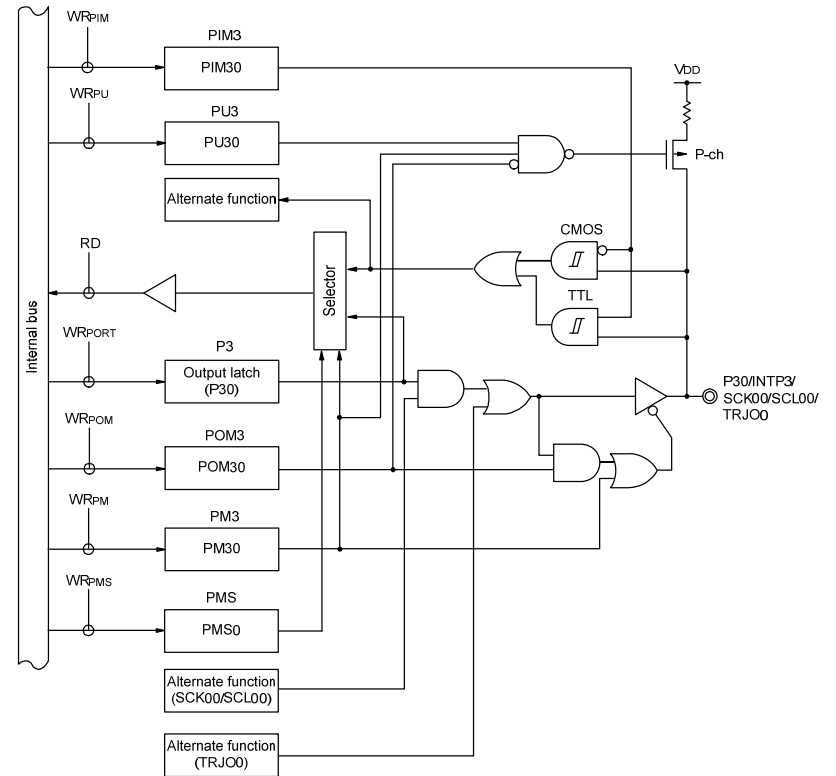 WRPIM
PIM3
PIM30
VDD
WRPU
PU3
PU30
P-ch
Alternate function
CMOS
RD
Selector
TTL
Internal bus
WRPORT
P3
Output latch
(P30)
P30/INTP3/
SCK00/SCL00/
TRJO0
WRPOM
POM3
POM30
WRPM
PM3
PM30
WRPMS
PMS
PMS0
Alternate function
(SCK00/SCL00)
Alternate function
(TRJO0)